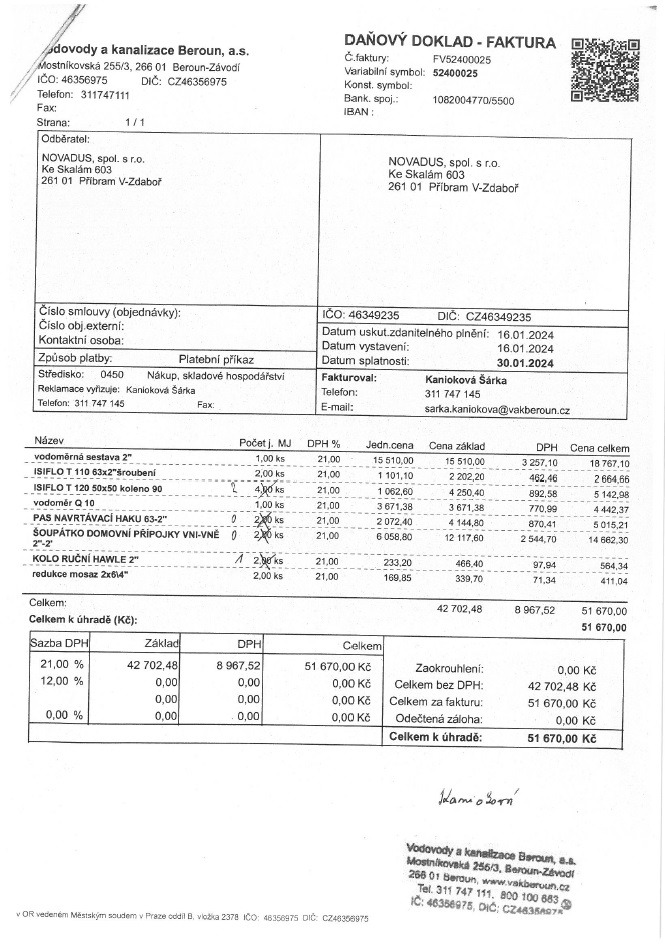 Vodovody a kanalizace Beroun, a.s.
Mostníkovská 255/3, 266 01 Beroun-Závodí
IČO: 46356975 DIČ: CZ46356975
Telefon: 311747111
Fax:
Strana: 1 / 1
DAŇOVÝ DOKLAD - FAKTURA
Č.faktury: FV52400025
Variabilní symbol: 52400025
Konst. symbol:
Bank. spoj.: 1082004770/5500
IBAN :
Odběratel:
NOVADUS, spol. s r.o.
Ke Skalám 603
261 01 Příbram V-Zdaboř
NOVADUS, spol. s r.o.
Ke Skalám 603
261 01 Příbram V-Zdaboř
Číslo smlouvy (objednávky):
Číslo obj.externí:
Kontaktní osoba:
IČO: 46349235 DIČ: CZ46349235
Datum uskut.zdanitelného plnění: 16.01.2024
Datum vystavení: 16.01.2024
Datum splatnosti: 30.01.2024
Způsob platby: Platební příkaz
Středisko: 0450 Nákup, skladové hospodářství
Reklamace vyřizuje: Kanioková Šárka
Telefon: 311 747 145 Fax:
Fakturoval: Kanioková Šárka
Telefon: 311 747 145
E-mail: sarka.kaniokova@vakberoun.cz
Název Počet j. MJ DPH % Jedn.cena Cena základ DPH Cena celkem
vodoměrná sestava 2" 1,00 ks 21,00 15 510,00 15 510,00 3 257,10 18 767,10
ISIFLO T 110 63x2"šroubení 2,00 ks 21,00 1 101,10 2 202,20 462,46 2 664,66
ISIFLO T 120 50x50 koleno 90 2 4,00 ks 21,00 1 062,60 4 250,40 892,58 5 142,98
vodoměr Q 10 1,00 ks 21,00 3 671,38 3 671,38 770,99 4 442,37
PAS NAVRTÁVACÍ HAKU 63-2" 0 2,00 ks 21,00 2 072,40 4 144,80 870,41 5 015,21
ŠOUPÁTKO DOMOVNÍ PŘÍPOJKY VNI-VNĚ 0 2,00 ks 21,00 6 058,80 12 117,60 2 544,70 14 662,30
2"-2'
KOLO RUČNÍ HAWLE 2" 1 2,00 ks 21,00 233,20 466,40 97,94 564,34
redukce mosaz 2x6\4" 2,00 ks 21,00 169,85 339,70 71,34 411,04
Celkem: 42 702,48 8 967,52 51 670,00
Celkem k úhradě (Kč): 51 670,00
Sazba DPH Základ DPH Celkem
21,00 % 42 702,48 8 967,52 51 670,00 Kč
12,00 % 0,00 0,00 0,00 Kč
0,00 0,00 0,00 Kč
0,00 % 0,00 0,00 0,00 Kč
Zaokrouhlení: 0,00 Kč
Celkem bez DPH: 42 702,48 Kč
Celkem za fakturu: 51 670,00 Kč
Odečtená záloha: 0,00 Kč
Celkem k úhradě: 51 670,00 Kč
Vodovody a kanalizace Beroun, a.s.
Mostníkovská 255/3, Beroun-Závodí
266 01 Beroun, www.vakberoun.cz
Tel. 311 747 111, 800 100 663
IČ: 46356975, DIČ: CZ46356975
v OR vedeném Městským soudem v Praze oddíl B, vložka 2378 IČO: 46356975 DIČ: CZ46356975